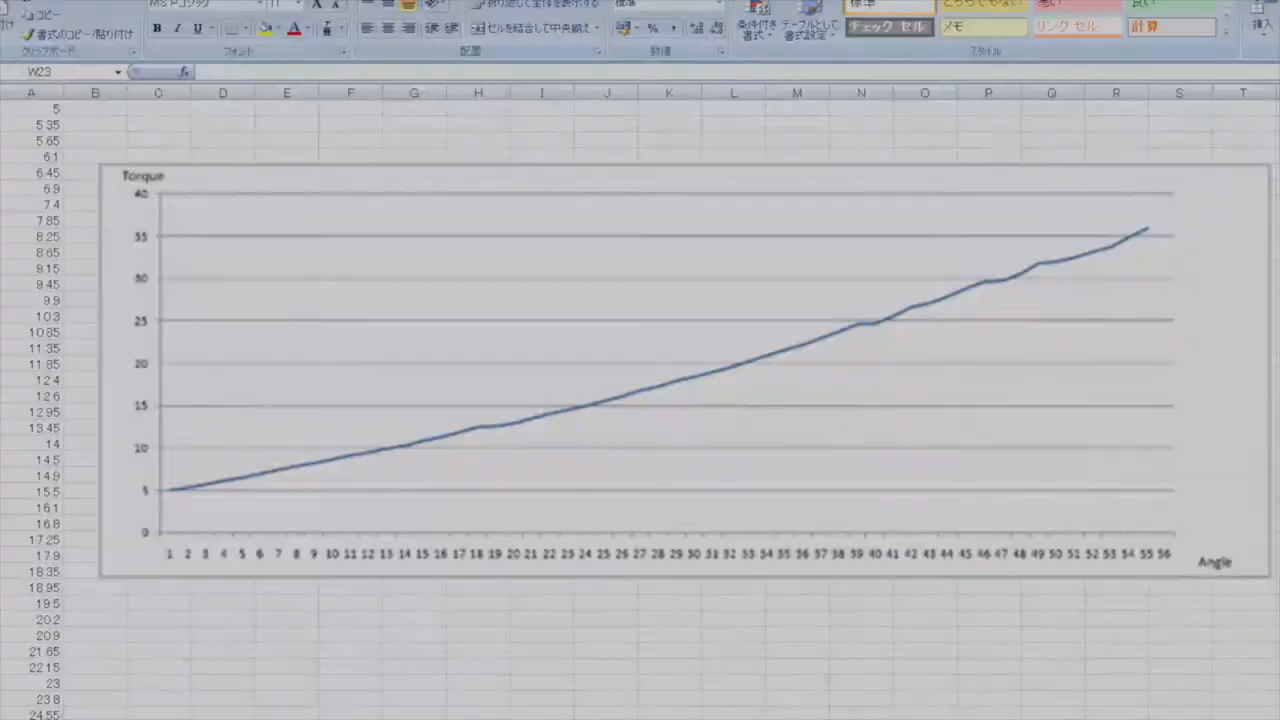 コピー
MS Pゴシック
11
A
折り返して全体を表示する
標準
標準
どちらでもない
悪い
良い
書式のコピー/貼り付け
B I U
セルを結合して中央揃え
%
条件付き
書式
テーブルとして
書式設定
チェック セル
メモ
リンク セル
計算
挿入
クリップボード
フォント
配置
数値
スタイル
W23
fx
A B C D E F G H I J K L M N O P Q R S T
5
5.35
5.65
6.1
6.45
6.9
7.4
7.85
8.25
8.65
9.15
9.45
9.9
10.3
10.85
11.35
11.85
12.4
12.6
12.95
13.45
14
14.5
14.9
15.5
16.1
16.8
17.25
17.9
18.35
18.95
19.5
20.2
20.9
21.65
22.15
23
23.8
24.55
Torque
40
35
30
25
20
15
10
5
0
1 2 3 4 5 6 7 8 9 10 11 12 13 14 15 16 17 18 19 20 21 22 23 24 25 26 27 28 29 30 31 32 33 34 35 36 37 38 39 40 41 42 43 44 45 46 47 48 49 50 51 52 53 54 55 56
Angle